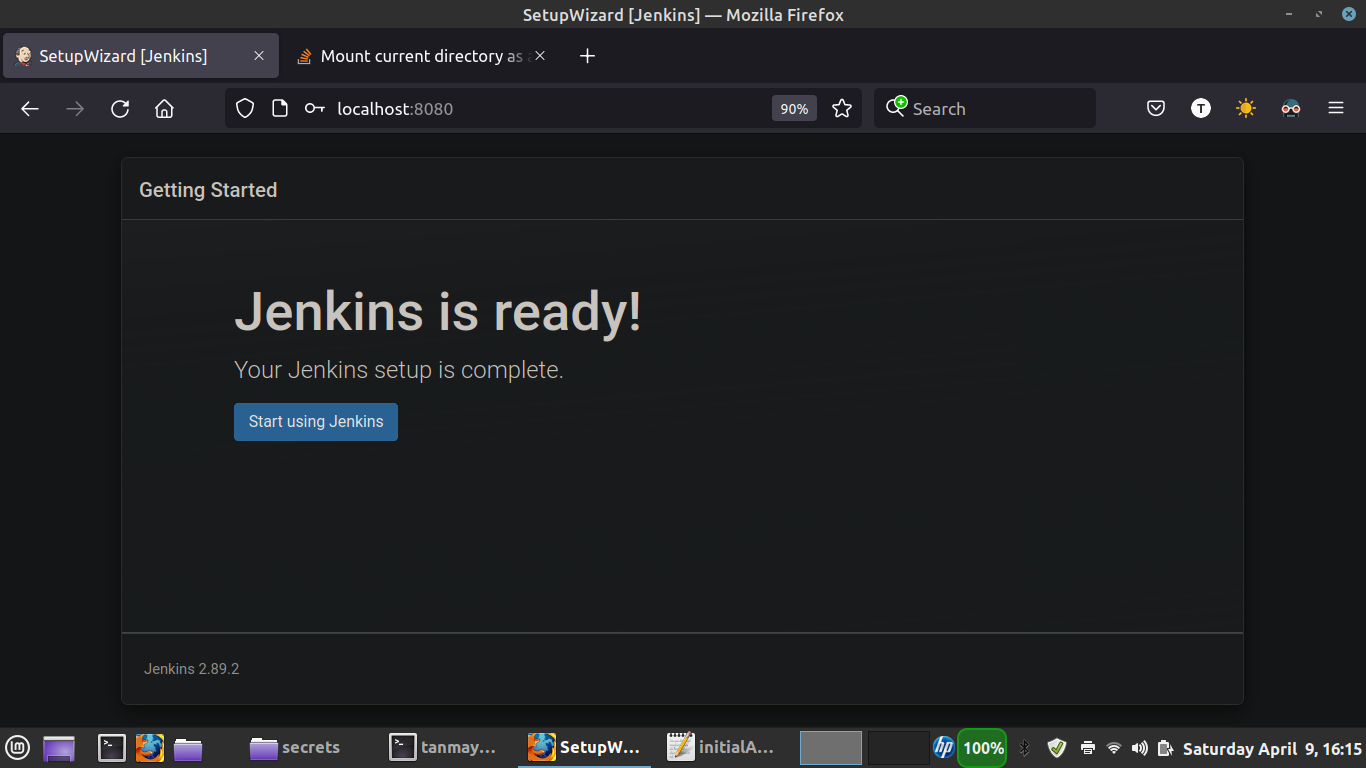 SetupWizard [Jenkins] — Mozilla Firefox
SetupWizard [Jenkins]
Mount current directory as a
localhost:8080
90%
Search
T
Getting Started
Jenkins is ready!
Your Jenkins setup is complete.
Start using Jenkins
Jenkins 2.89.2
lm
secrets
tanmay...
SetupW...
initialA...
hp
100%
Saturday April 9, 16:15